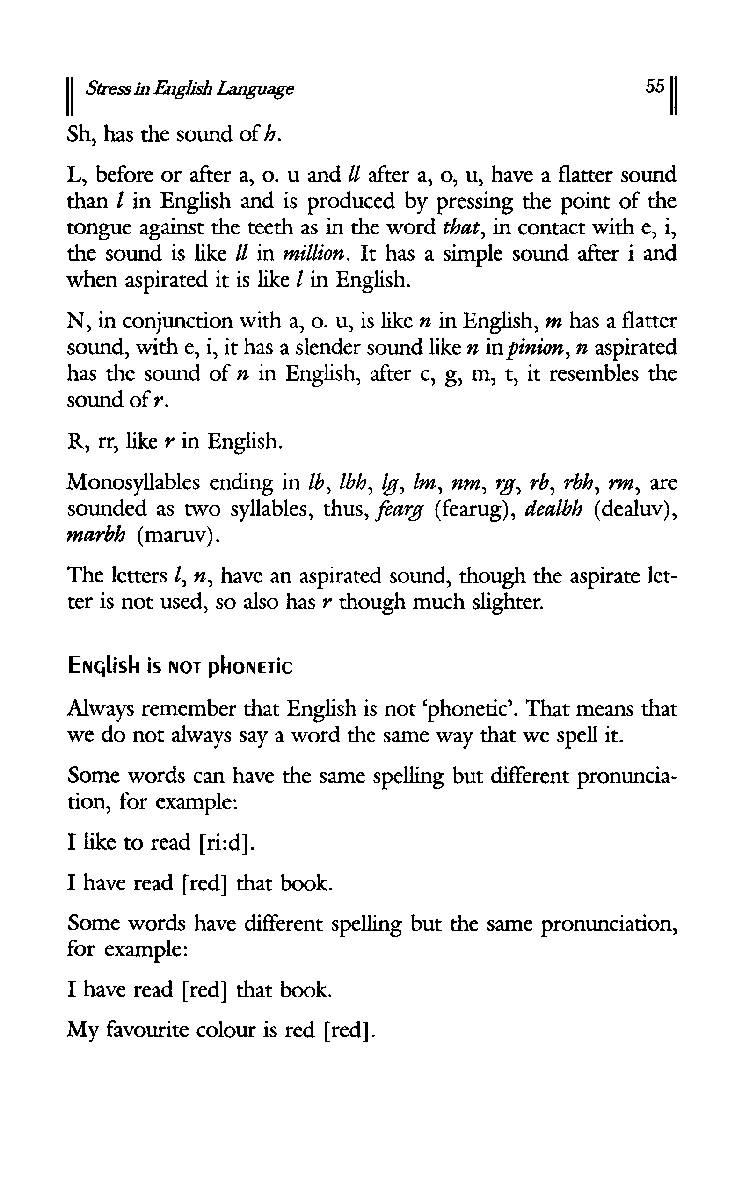 Stress in English Language 55
Sh, has the sound of h.
L, before or after a, o. u and ll after a, o, u, have a flatter sound
than l in English and is produced by pressing the point of the
tongue against the teeth as in the word that, in contact with e, i,
the sound is like ll in million. It has a simple sound after i and
when aspirated it is like l in English.
N, in conjunction with a, o. u, is like n in English, m has a flatter
sound, with e, i, it has a slender sound like n in pinion, n aspirated
has the sound of n in English, after c, g, m, t, it resembles the
sound of r.
R, rr, like r in English.
Monosyllables ending in lb, lbh, lg, lm, nm, rg, rb, rbh, rm, are
sounded as two syllables, thus, fearg (fearug), dealbh (dealuv),
marbh (maruv).
The letters l, n, have an aspirated sound, though the aspirate let-
ter is not used, so also has r though much slighter.
English is not phonetic
Always remember that English is not ‘phonetic’. That means that
we do not always say a word the same way that we spell it.
Some words can have the same spelling but different pronuncia-
tion, for example:
I like to read [ri:d].
I have read [red] that book.
Some words have different spelling but the same pronunciation,
for example:
I have read [red] that book.
My favourite colour is red [red].